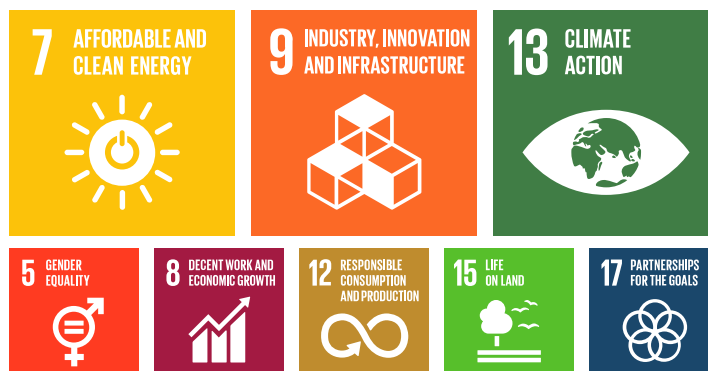 7 AFFORDABLE AND
CLEAN ENERGY
9 INDUSTRY, INNOVATION
AND INFRASTRUCTURE
13 CLIMATE
ACTION
5 GENDER
EQUALITY
8 DECENT WORK AND
ECONOMIC GROWTH
12 RESPONSIBLE
CONSUMPTION
AND PRODUCTION
15 LIFE
ON LAND
17 PARTNERSHIPS
FOR THE GOALS